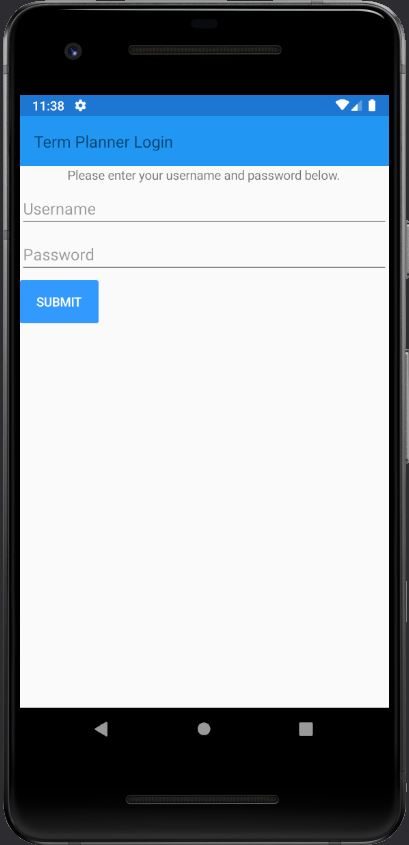 11:38
Term Planner Login
Please enter your username and password below.
Username
Password
SUBMIT